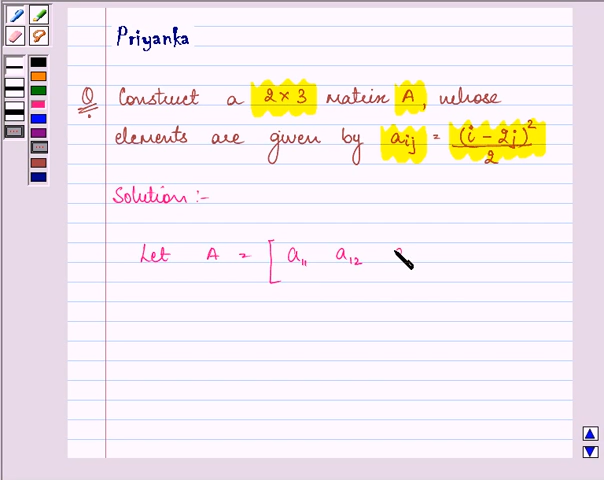 Priyanka
Q Construct a 2 × 3 matrix A, whose
elements are given by aij = (i - 2j)²/2
Solution :-
Let A = [ a₁₁ a₁₂